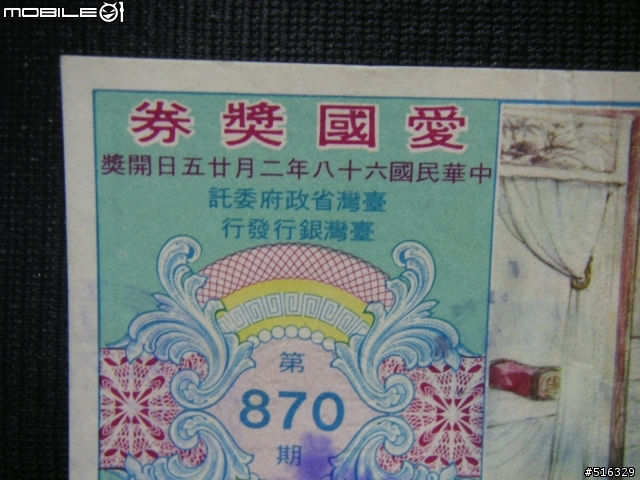 MOBILE01
愛國獎券
中華民國六十八年二月廿五日開獎
臺灣省政府委託
臺灣銀行發行
第
870
期
#516329